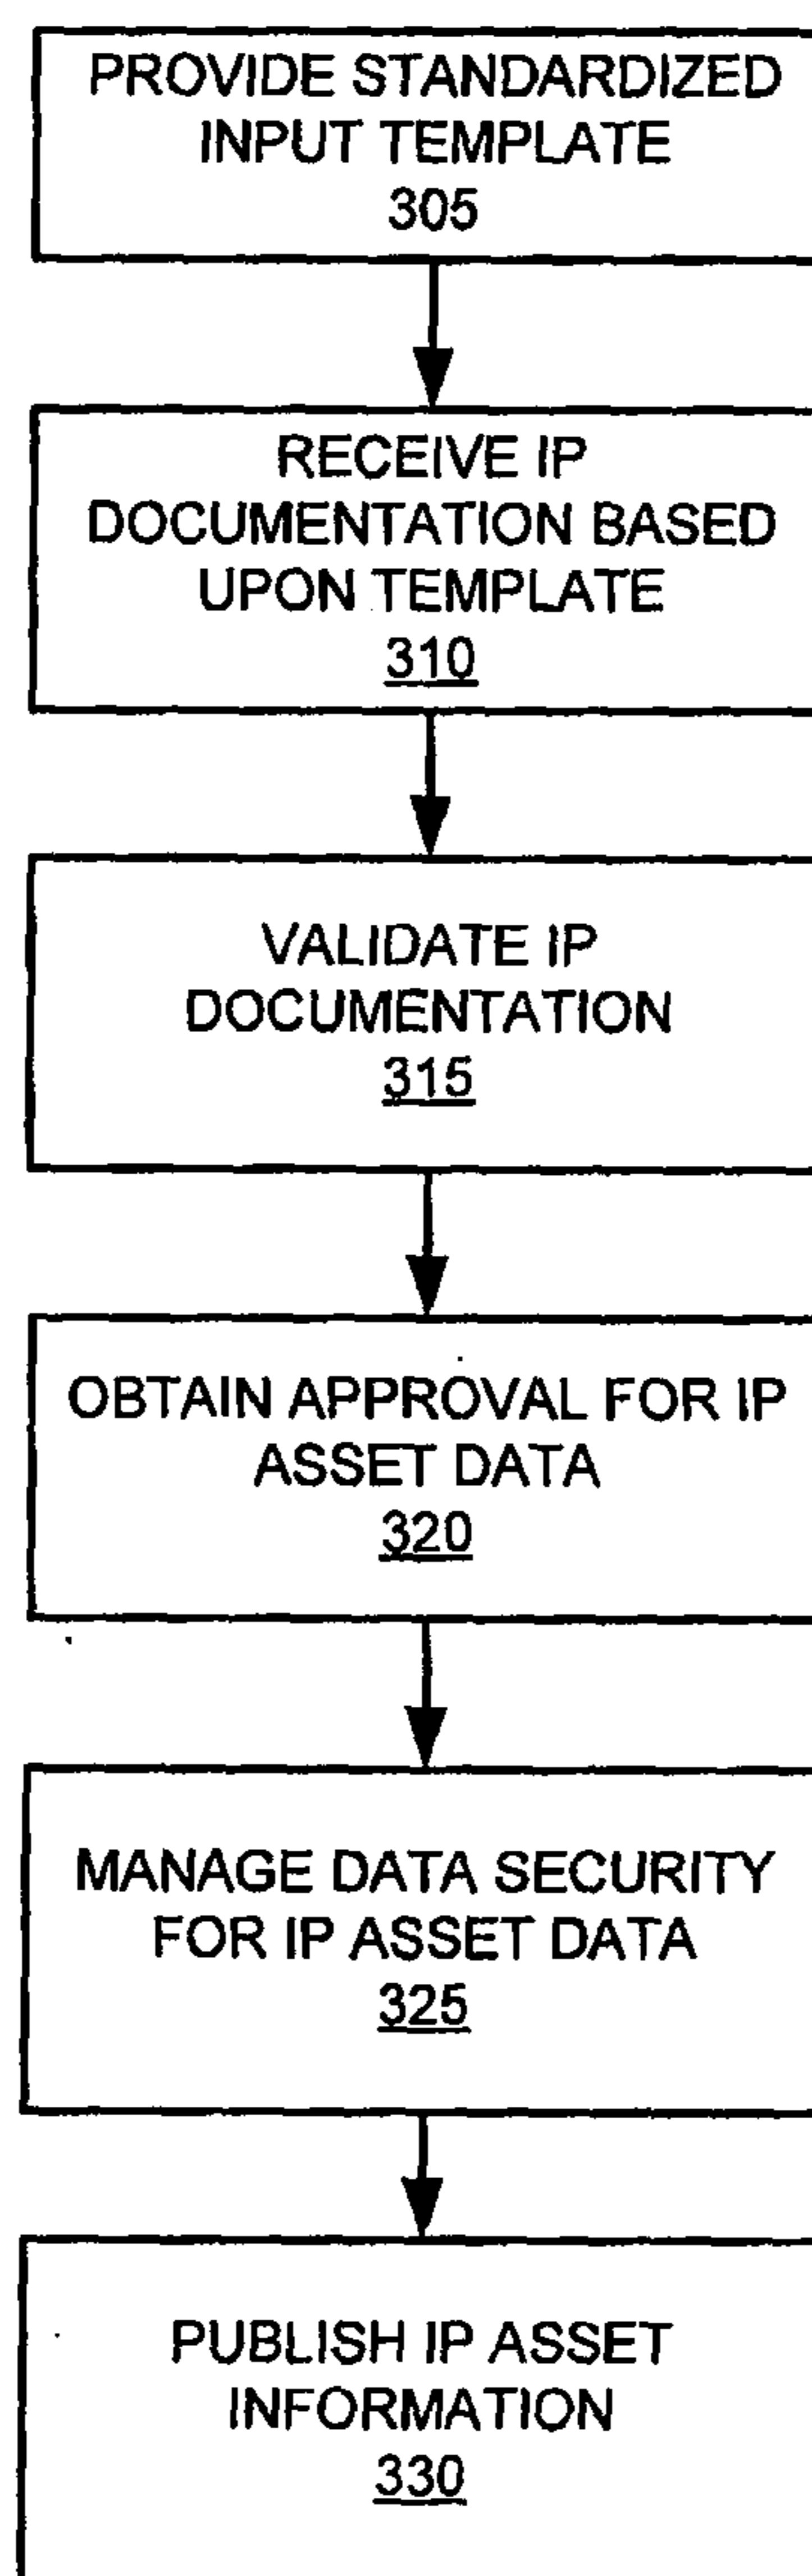 PROVIDE STANDARDIZED
INPUT TEMPLATE
305
RECEIVE IP
DOCUMENTATION BASED
UPON TEMPLATE
310
VALIDATE IP
DOCUMENTATION
315
OBTAIN APPROVAL FOR IP
ASSET DATA
320
MANAGE DATA SECURITY
FOR IP ASSET DATA
325
PUBLISH IP ASSET
INFORMATION
330